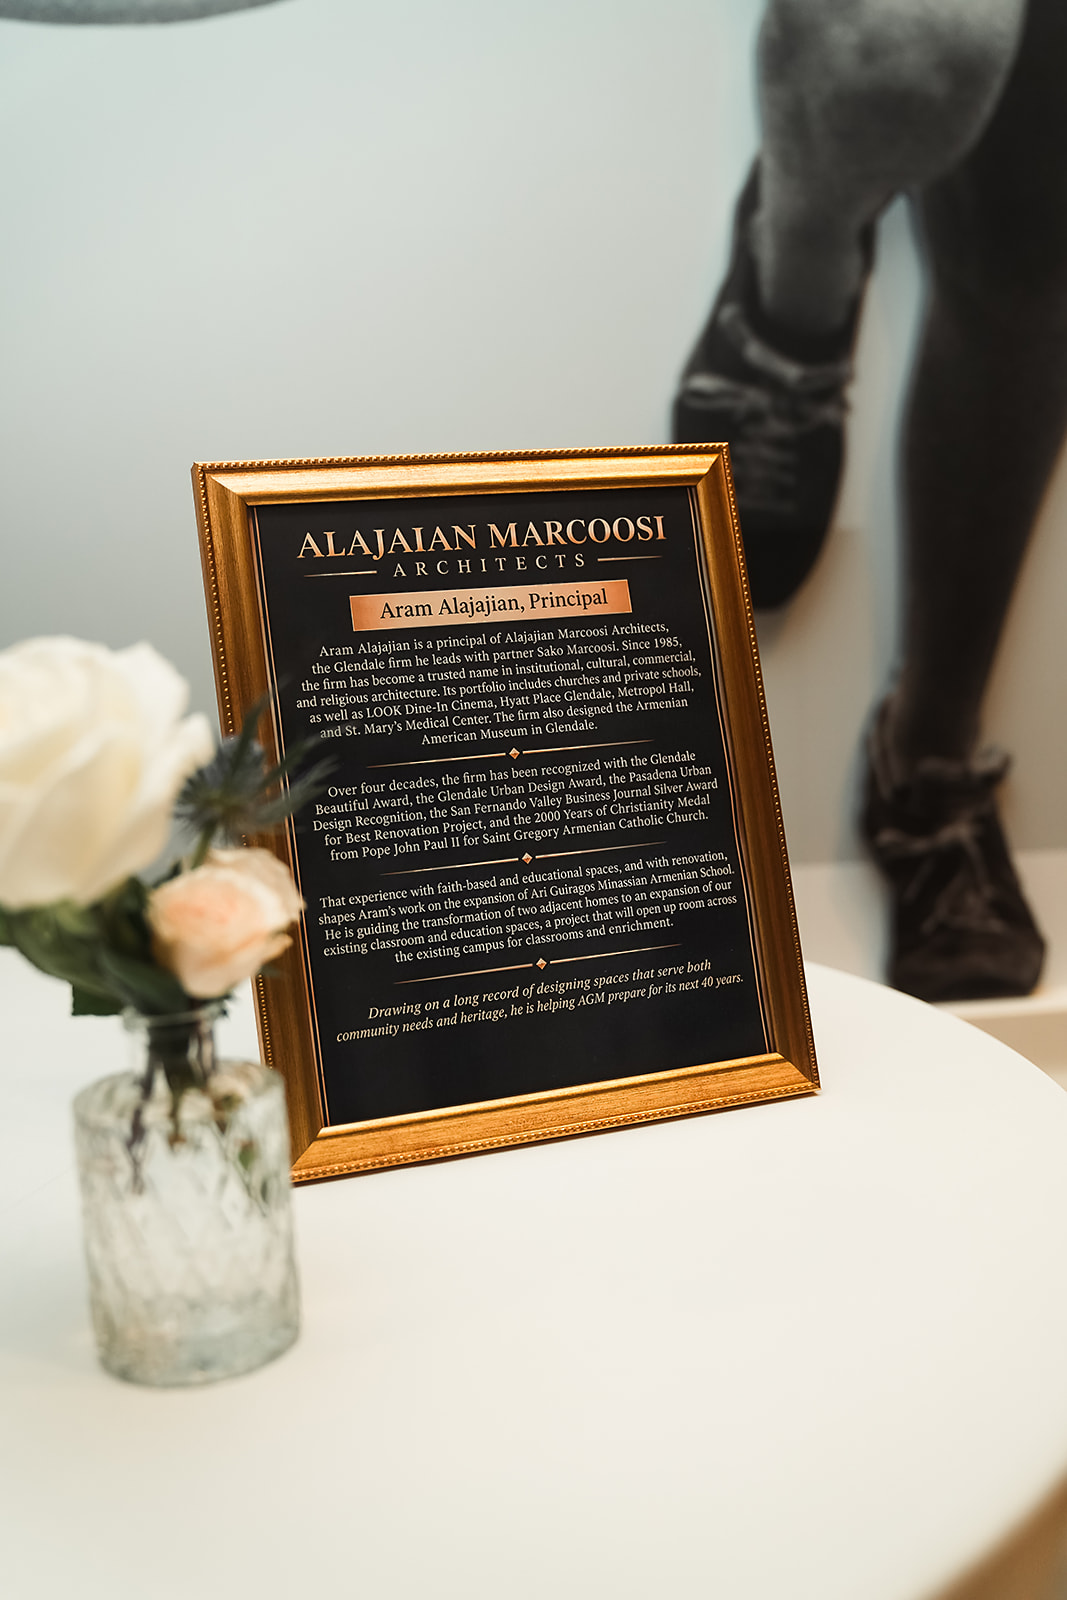 ALAJAIAN MARCOOSI
ARCHITECTS
Aram Alajajian, Principal
Aram Alajajian is a principal of Alajajian Marcoosi Architects,
the Glendale firm he leads with partner Sako Marcoosi. Since 1985,
the firm has become a trusted name in institutional, cultural, commercial,
and religious architecture. Its portfolio includes churches and private schools,
as well as LOOK Dine-In Cinema, Hyatt Place Glendale, Metropol Hall,
and St. Mary's Medical Center. The firm also designed the Armenian
American Museum in Glendale.
Over four decades, the firm has been recognized with the Glendale
Beautiful Award, the Glendale Urban Design Award, the Pasadena Urban
Design Recognition, the San Fernando Valley Business Journal Silver Award
for Best Renovation Project, and the 2000 Years of Christianity Medal
from Pope John Paul II for Saint Gregory Armenian Catholic Church.
That experience with faith-based and educational spaces, and with renovation,
shapes Aram's work on the expansion of Ari Guiragos Minassian Armenian School.
He is guiding the transformation of two adjacent homes to an expansion of our
existing classroom and education spaces, a project that will open up room across
the existing campus for classrooms and enrichment.
Drawing on a long record of designing spaces that serve both
community needs and heritage, he is helping AGM prepare for its next 40 years.